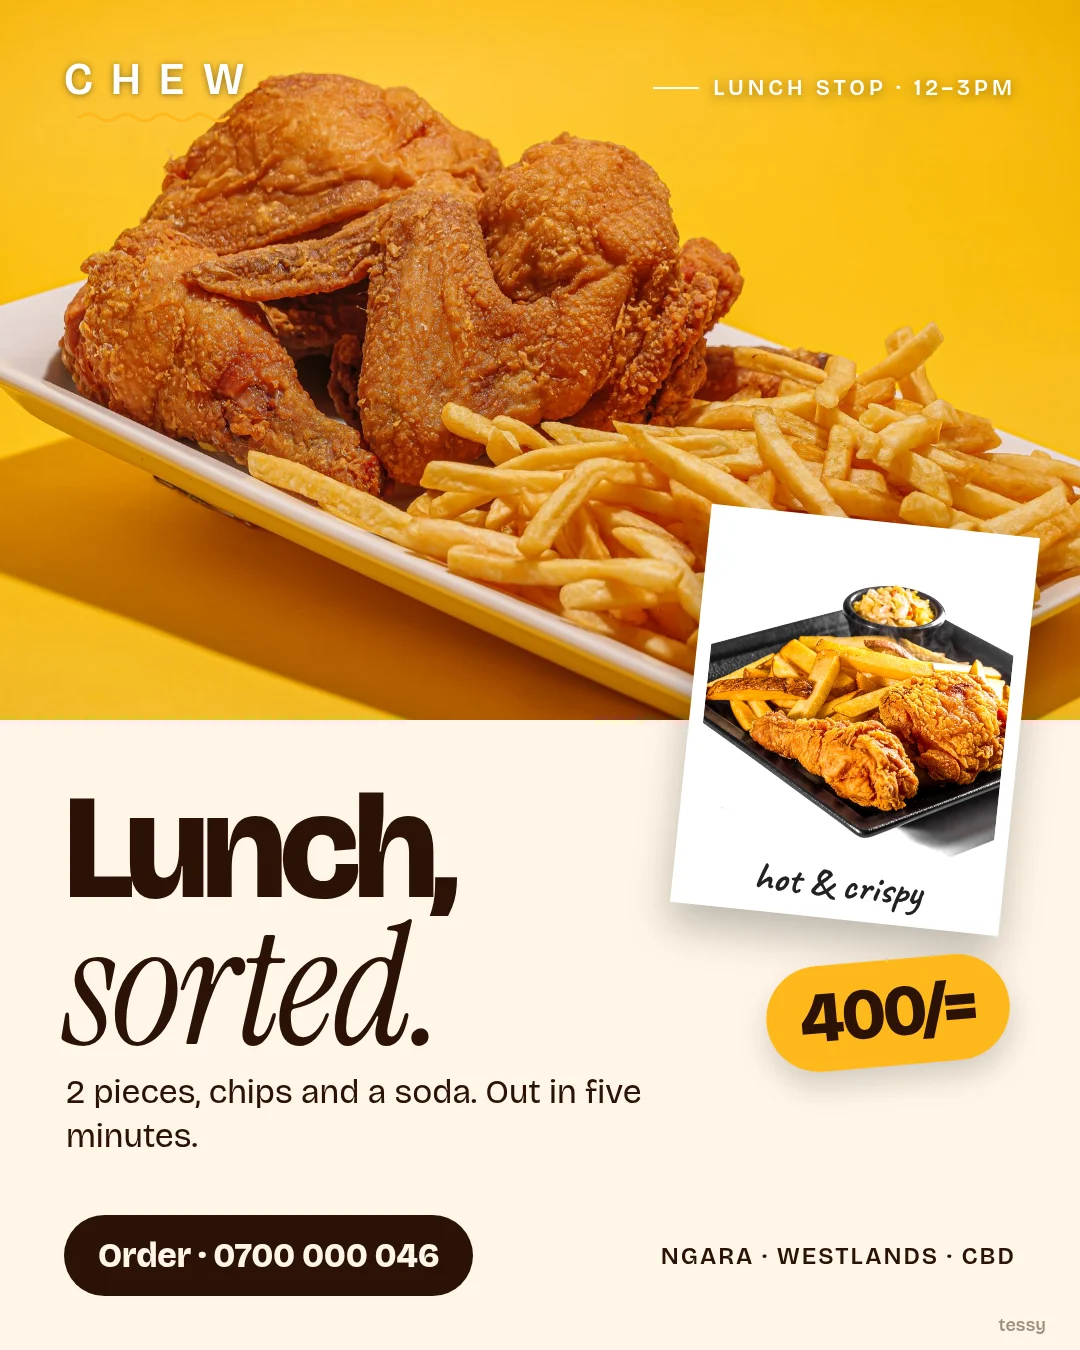 CHEW
LUNCH STOP · 12–3PM
hot & crispy
Lunch,
sorted.
400/=
2 pieces, chips and a soda. Out in five
minutes.
Order · 0700 000 046
NGARA · WESTLANDS · CBD
tessy